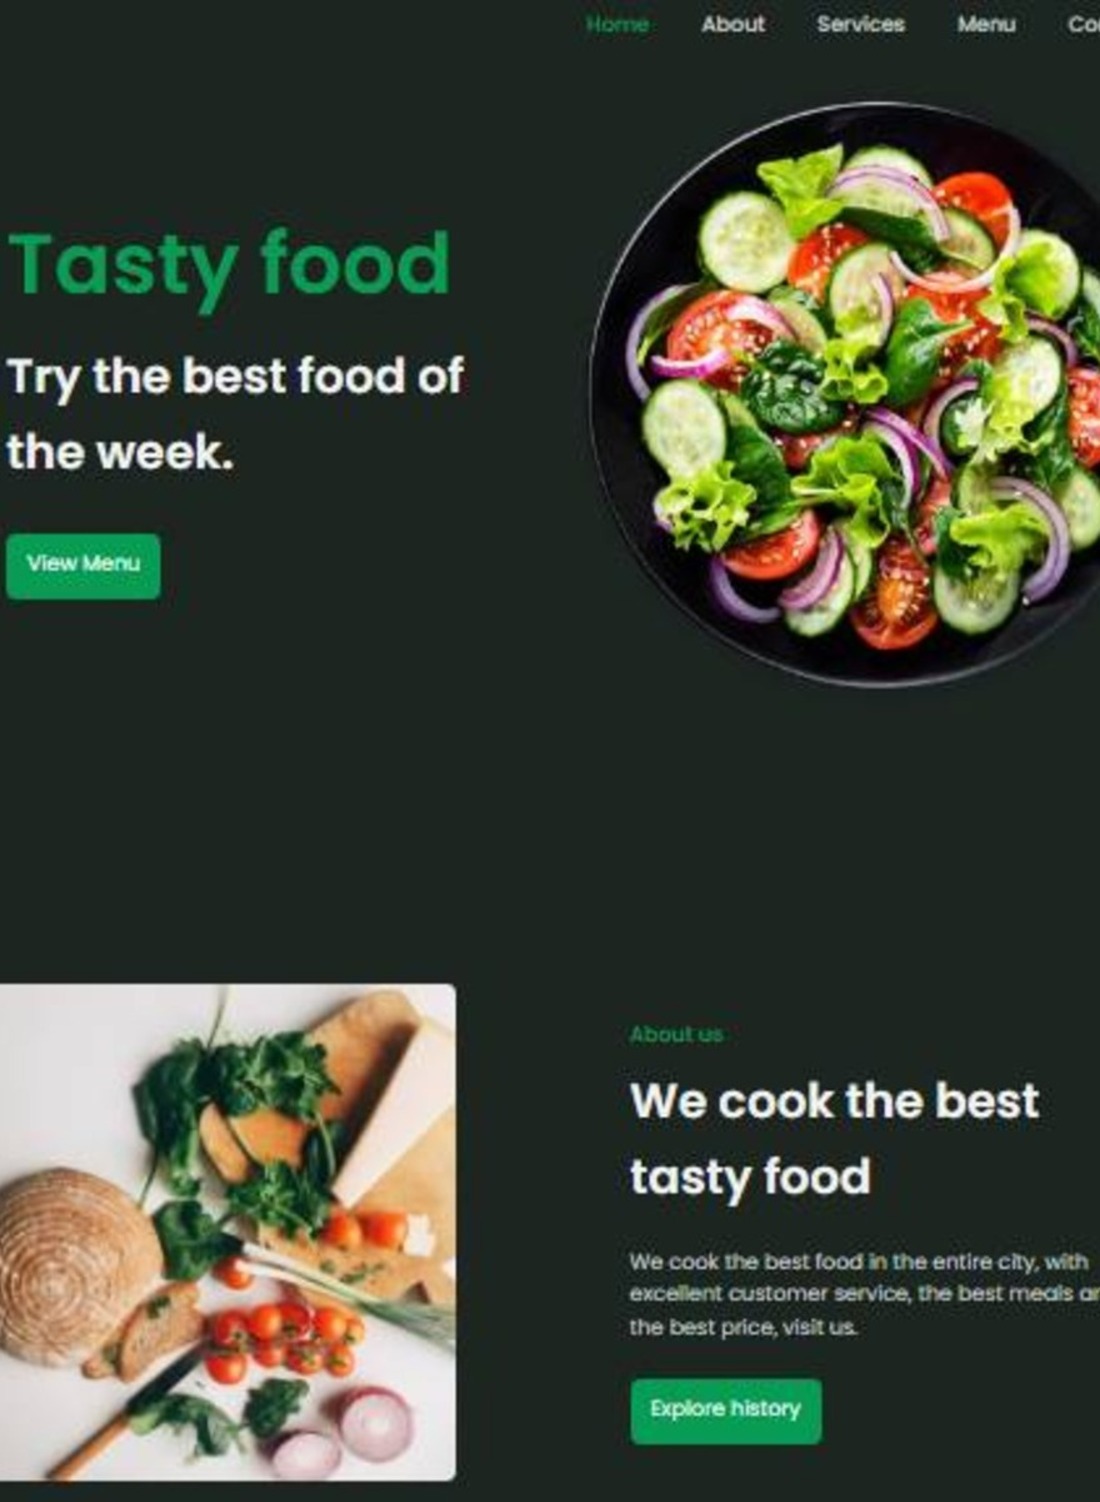 Home About Services Menu
Tasty food
Try the best food of
the week.
View Menu
About us
We cook the best
tasty food
We cook the best food in the entire city, with
excellent customer service, the best meals
the best price, visit us.
Explore history